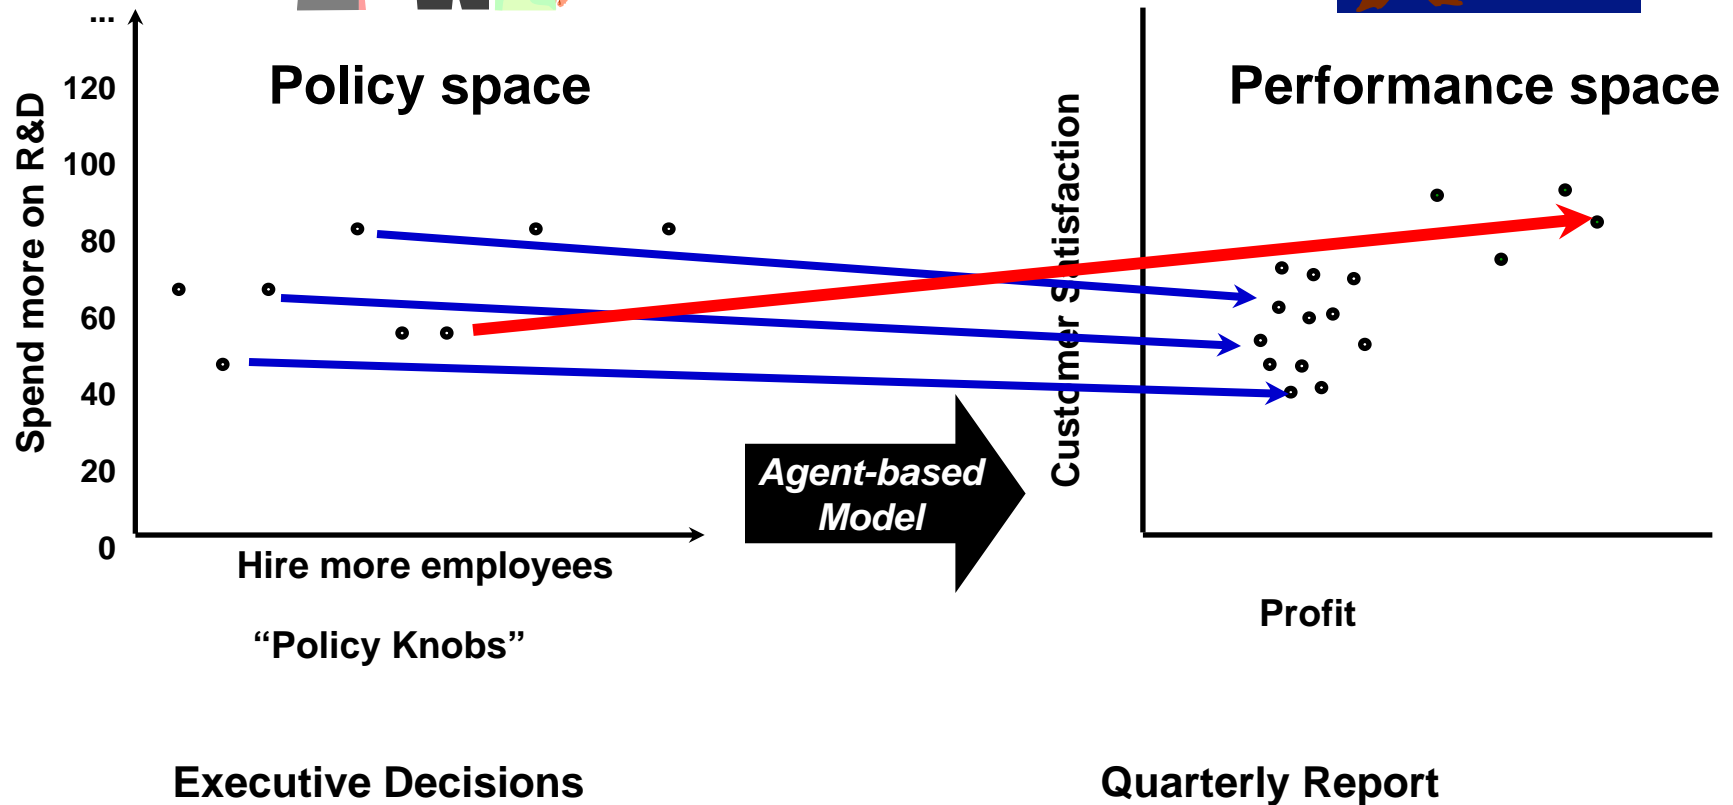 ...
Policy space
Performance space
120
100
80
60
40
20
0
Spend more on R&D
Customer Satisfaction
Agent-based
Model
Hire more employees
Profit
“Policy Knobs”
Executive Decisions
Quarterly Report